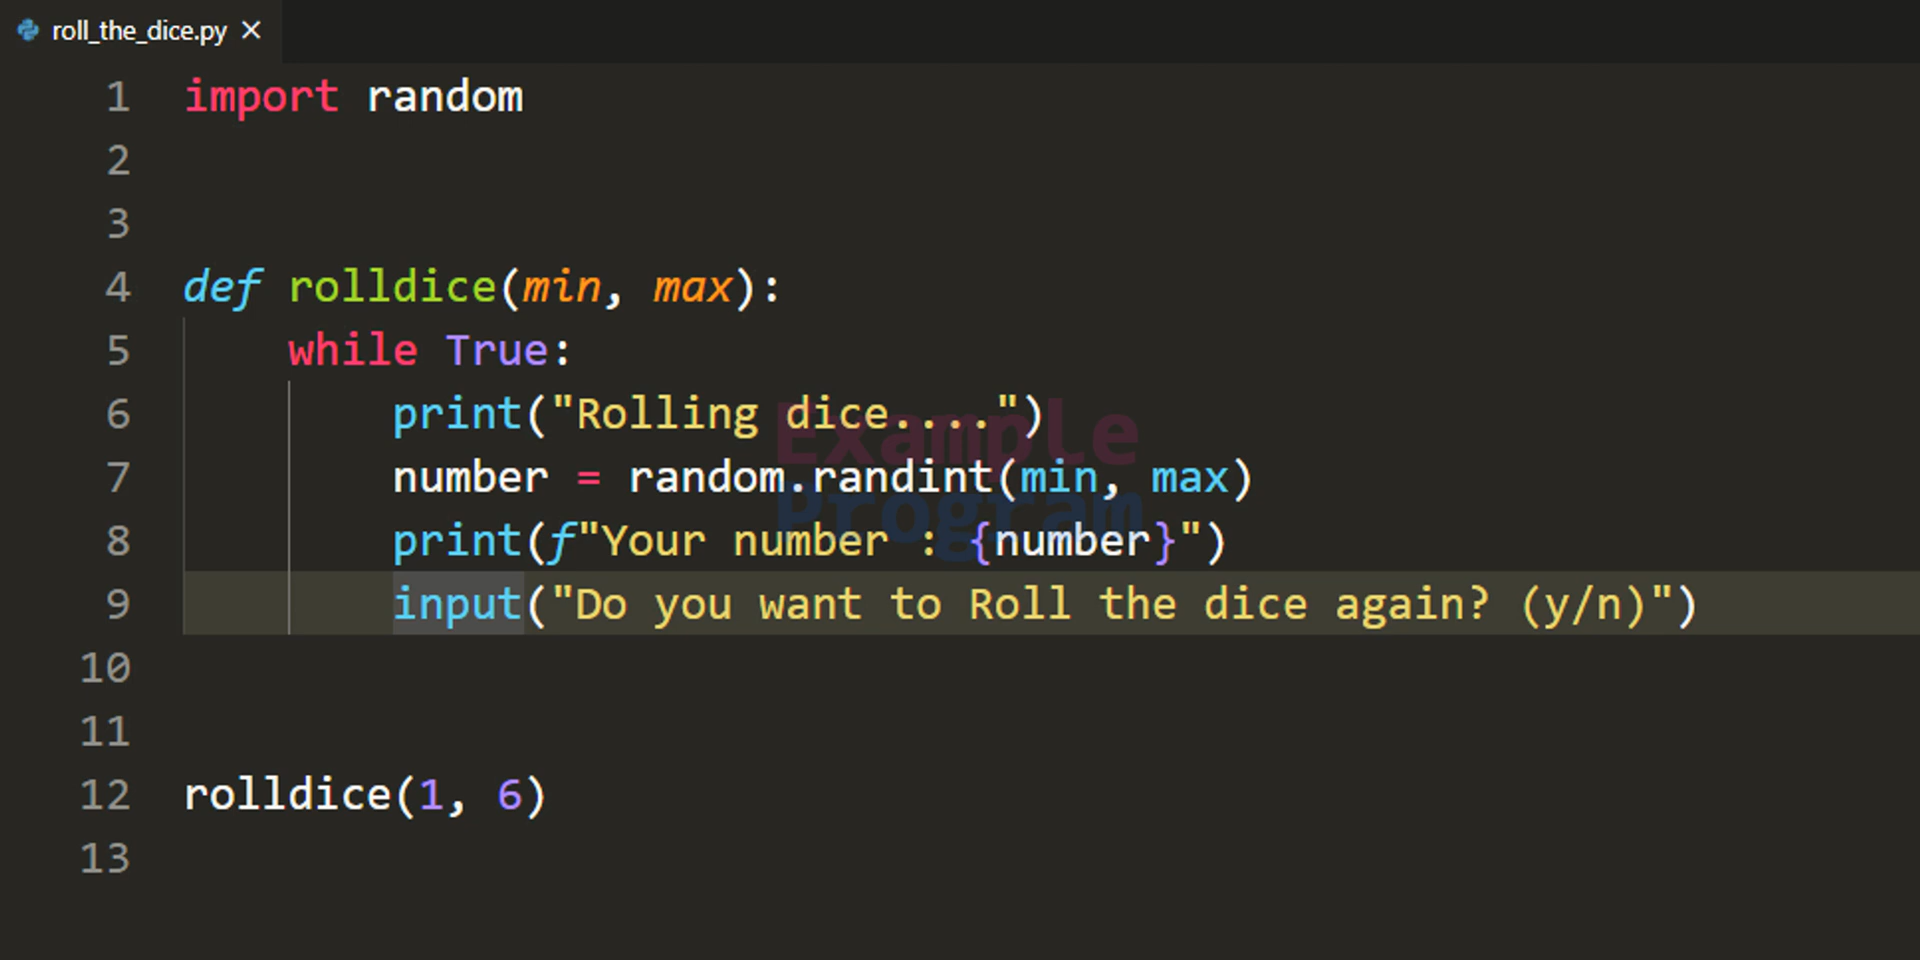 roll_the_dice.py
1 import random
2
3
4 def rolldice(min, max):
5     while True:
6         print("Rolling dice....")
7         number = random.randint(min, max)
8         print(f"Your number : {number}")
9         input("Do you want to Roll the dice again? (y/n)")
10
11
12 rolldice(1, 6)
13
Example
Program